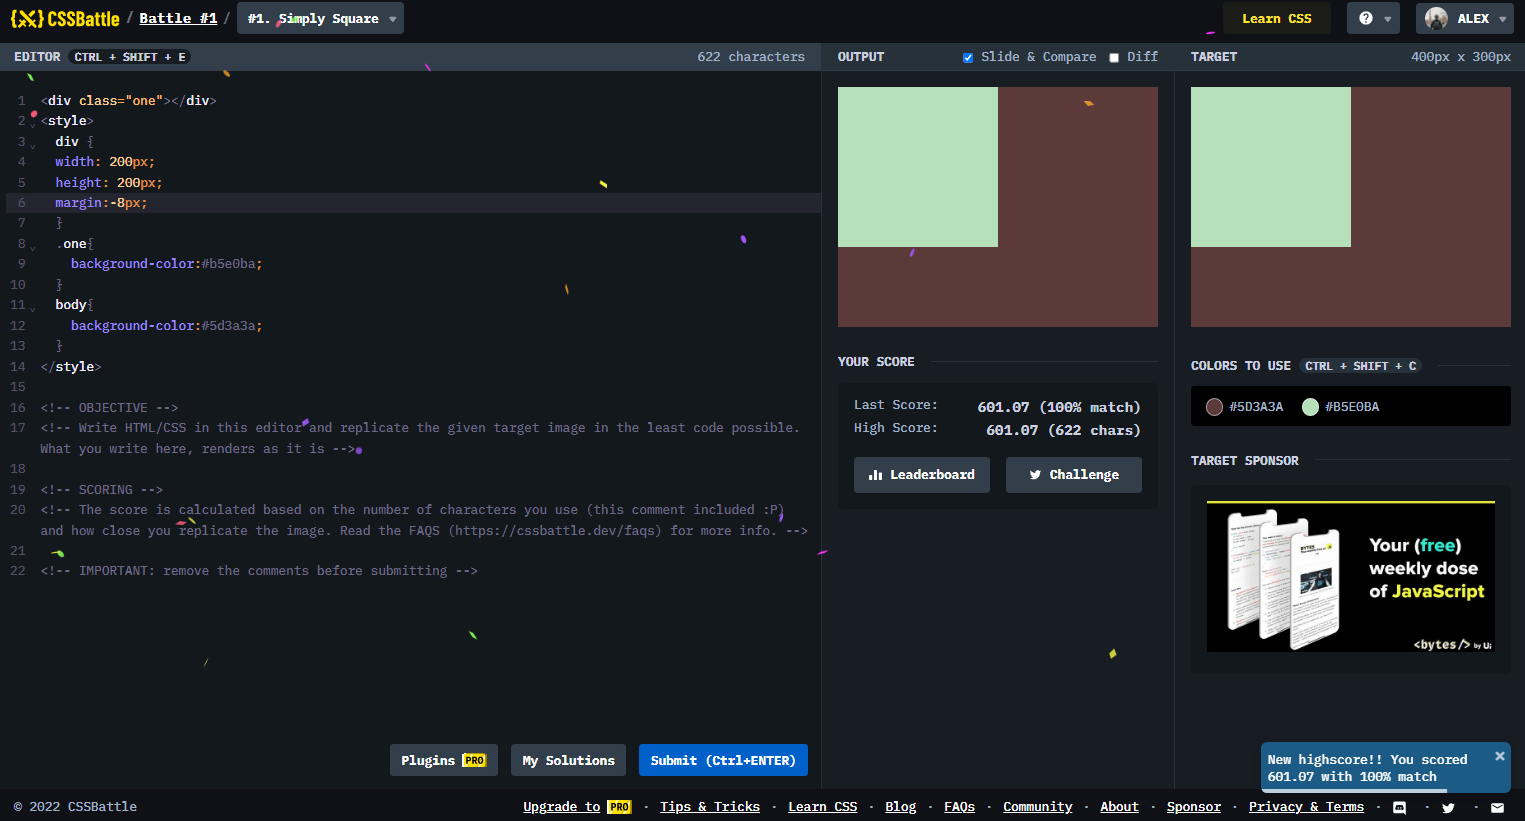 CSSBattle / Battle #1 / #1. Simply Square
Learn CSS
ALEX
EDITOR CTRL + SHIFT + E 622 characters
1 <div class="one"></div>
2 <style>
3 div {
4 width: 200px;
5 height: 200px;
6 margin:-8px;
7 }
8 .one{
9 background-color:#b5e0ba;
10 }
11 body{
12 background-color:#5d3a3a;
13 }
14 </style>
15
16 <!-- OBJECTIVE -->
17 <!-- Write HTML/CSS in this editor and replicate the given target image in the least code possible.
What you write here, renders as it is -->
18
19 <!-- SCORING -->
20 <!-- The score is calculated based on the number of characters you use (this comment included :P)
and how close you replicate the image. Read the FAQS (https://cssbattle.dev/faqs) for more info. -->
21
22 <!-- IMPORTANT: remove the comments before submitting -->
Plugins PRO
My Solutions
Submit (Ctrl+ENTER)
OUTPUT Slide & Compare Diff
YOUR SCORE
Last Score: 601.07 (100% match)
High Score: 601.07 (622 chars)
Leaderboard
Challenge
TARGET 400px x 300px
COLORS TO USE CTRL + SHIFT + C
#5D3A3A #B5E0BA
TARGET SPONSOR
Your (free)
weekly dose
of JavaScript
<bytes/> by
New highscore!! You scored
601.07 with 100% match
© 2022 CSSBattle
Upgrade to PRO · Tips & Tricks · Learn CSS · Blog · FAQs · Community · About · Sponsor · Privacy & Terms